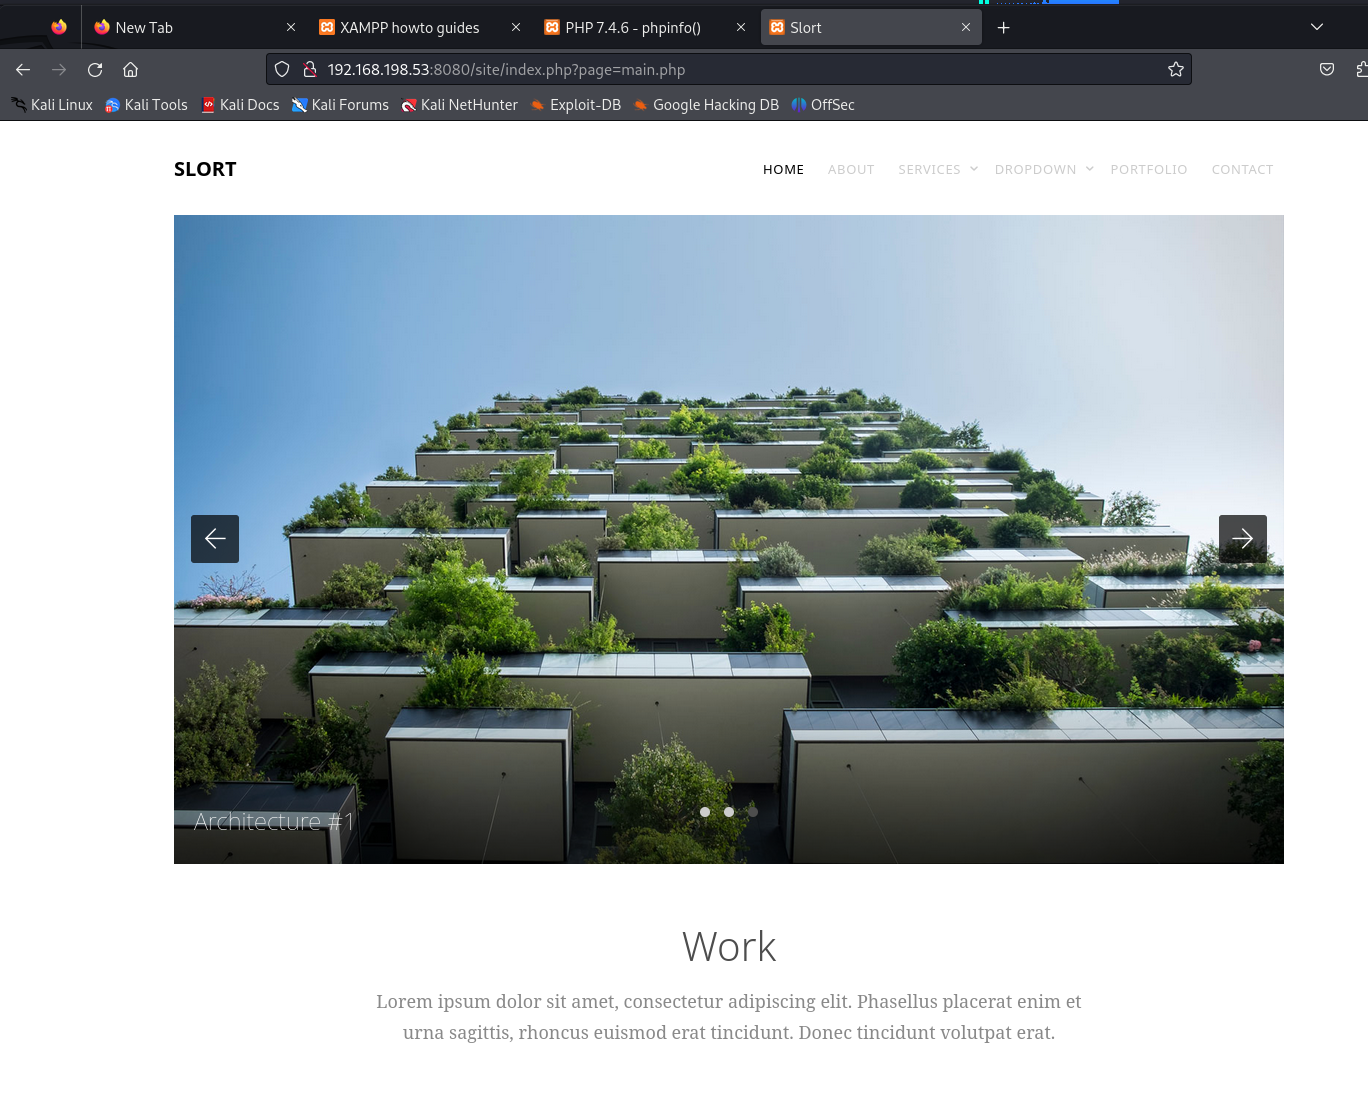 New Tab
XAMPP howto guides
PHP 7.4.6 - phpinfo()
Slort
192.168.198.53:8080/site/index.php?page=main.php
Kali Linux Kali Tools Kali Docs Kali Forums Kali NetHunter Exploit-DB Google Hacking DB OffSec
SLORT
HOME ABOUT SERVICES DROPDOWN PORTFOLIO CONTACT
Architecture #1
Work
Lorem ipsum dolor sit amet, consectetur adipiscing elit. Phasellus placerat enim et
urna sagittis, rhoncus euismod erat tincidunt. Donec tincidunt volutpat erat.